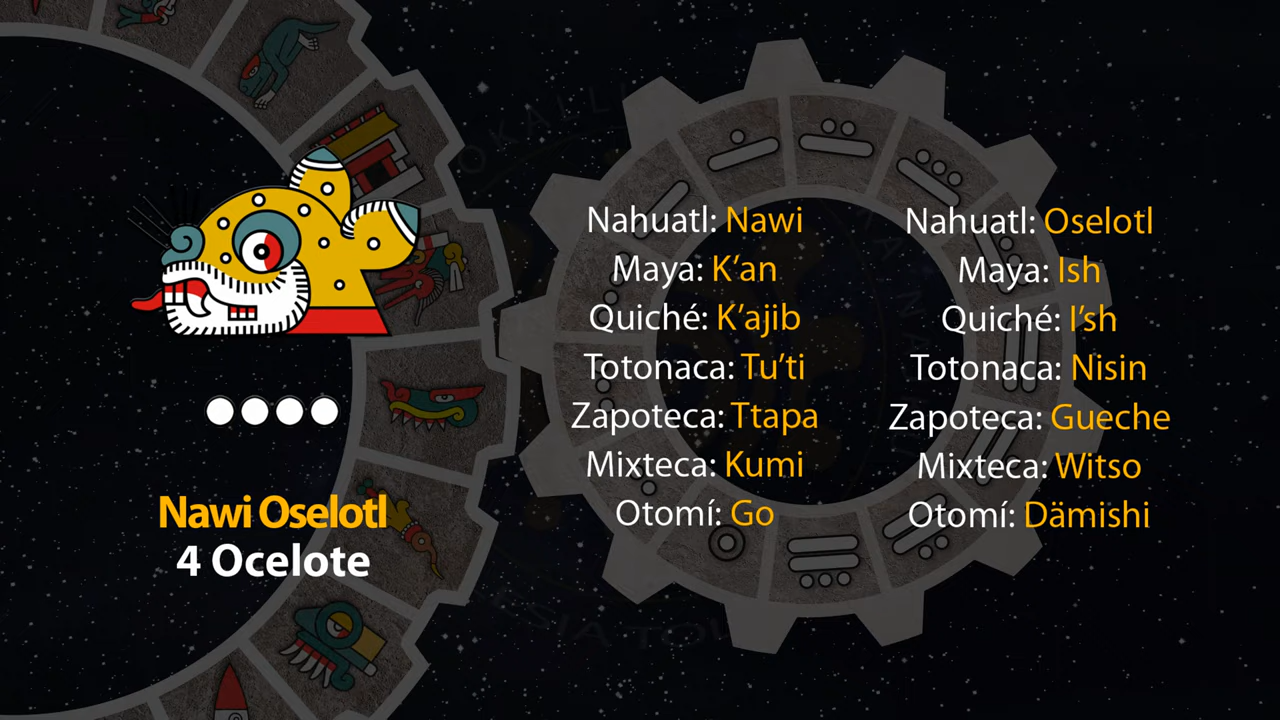 Nawi Oselotl
4 Ocelote
Nahuatl: Nawi
Maya: K’an
Quiché: K’ajib
Totonaca: Tu’ti
Zapoteca: Ttapa
Mixteca: Kumi
Otomí: Go
Nahuatl: Oselotl
Maya: Ish
Quiché: I’sh
Totonaca: Nisin
Zapoteca: Gueche
Mixteca: Witso
Otomí: Dämishi